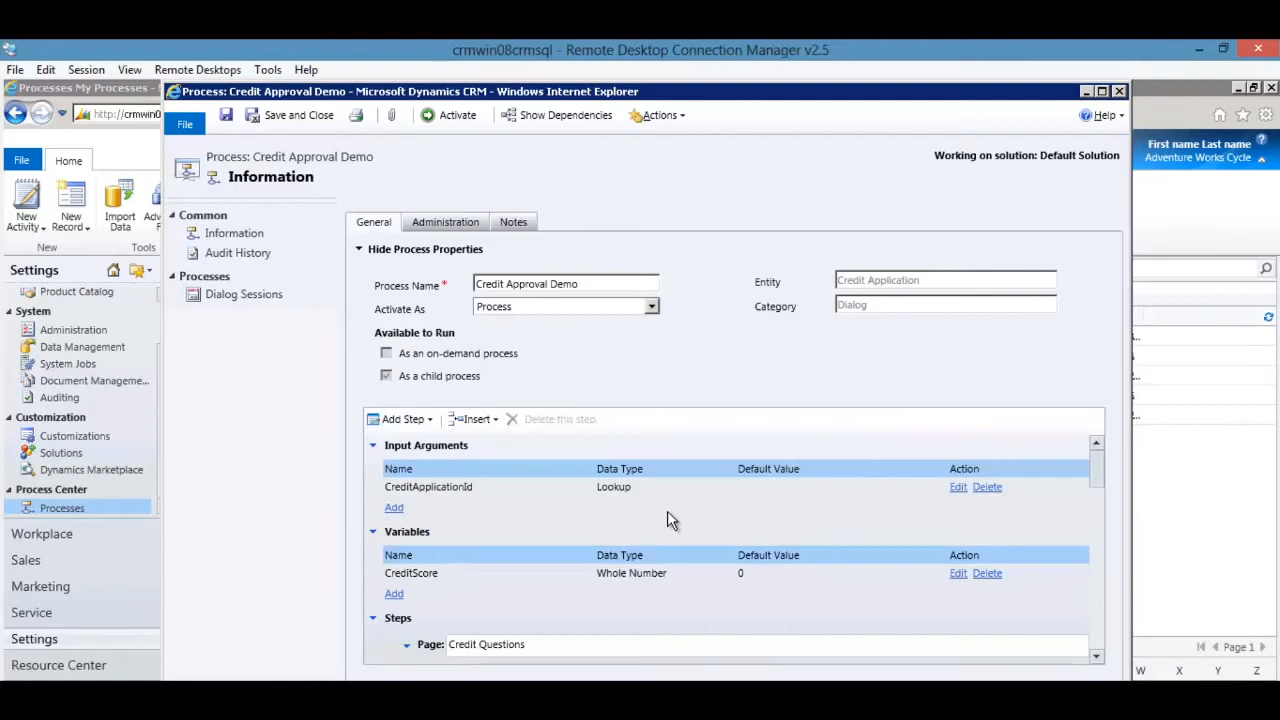 crmwin08crmsql - Remote Desktop Connection Manager v2.5
File Edit Session View Remote Desktops Tools Help
Processes My Processes -
http://crmwin0
File Home
New Activity
New Record
Import Data
New Tools
Settings
Product Catalog
System
Administration
Data Management
System Jobs
Document Manageme...
Auditing
Customization
Customizations
Solutions
Dynamics Marketplace
Process Center
Processes
Workplace
Sales
Marketing
Service
Settings
Resource Center
Process: Credit Approval Demo - Microsoft Dynamics CRM - Windows Internet Explorer
File Save and Close Activate Show Dependencies Actions Help
Process: Credit Approval Demo
Information
Working on solution: Default Solution
Common
Information
Audit History
Processes
Dialog Sessions
General Administration Notes
Hide Process Properties
Process Name * Credit Approval Demo
Activate As Process
Entity Credit Application
Category Dialog
Available to Run
As an on-demand process
As a child process
Add Step Insert Delete this step.
Input Arguments
Name Data Type Default Value Action
CreditApplicationId Lookup Edit Delete
Add
Variables
Name Data Type Default Value Action
CreditScore Whole Number 0 Edit Delete
Add
Steps
Page: Credit Questions
First name Last name
Adventure Works Cycle
Page 1
W X Y Z